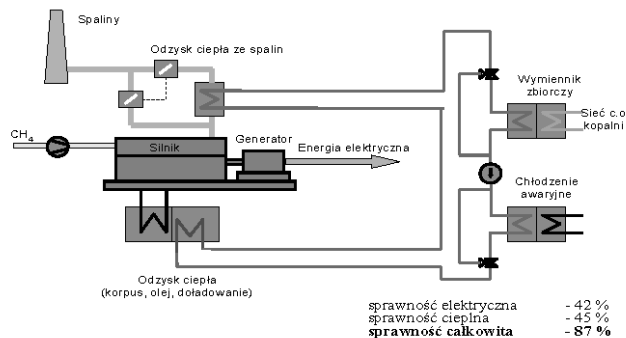 Spaliny
Odzysk ciepła ze spalin
Wymiennik
zbiorczy
Sieć c.o
kopalni
CH4
Silnik
Generator
Energia elektryczna
Chłodzenie
awaryjne
Odzysk ciepła
(korpus, olej, doładowanie)
sprawność elektryczna - 42 %
sprawność cieplna - 45 %
sprawność całkowita - 87 %